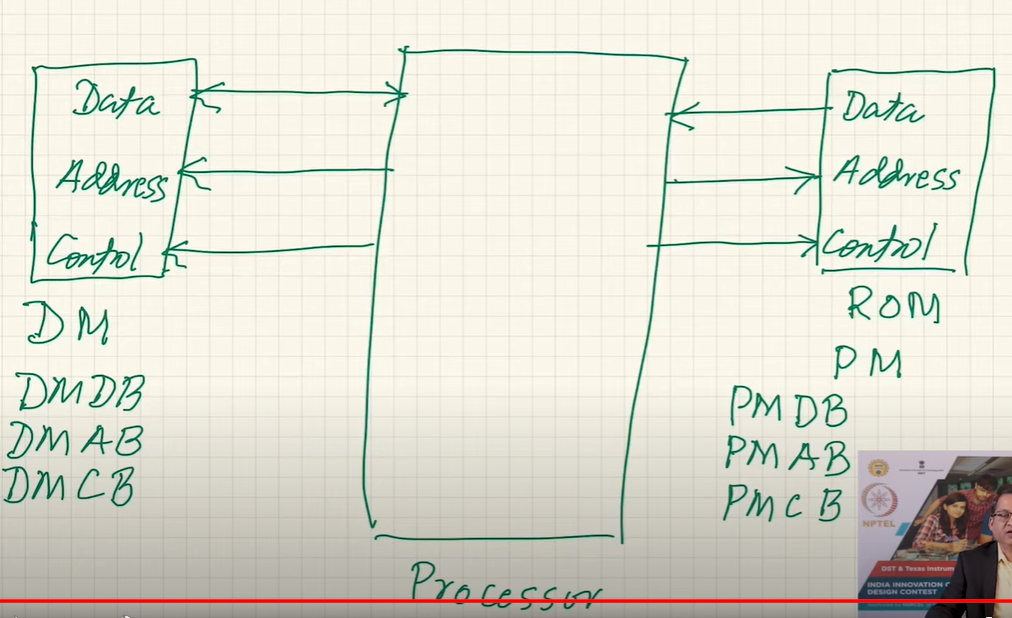 Data
Address
Control
DM
DMDB
DMAB
DMCB
Processor
Data
Address
Control
ROM
PM
PMDB
PMAB
PMCB
NPTEL
DST & Texas Instrum
INDIA INNOVATION C
DESIGN CONTEST